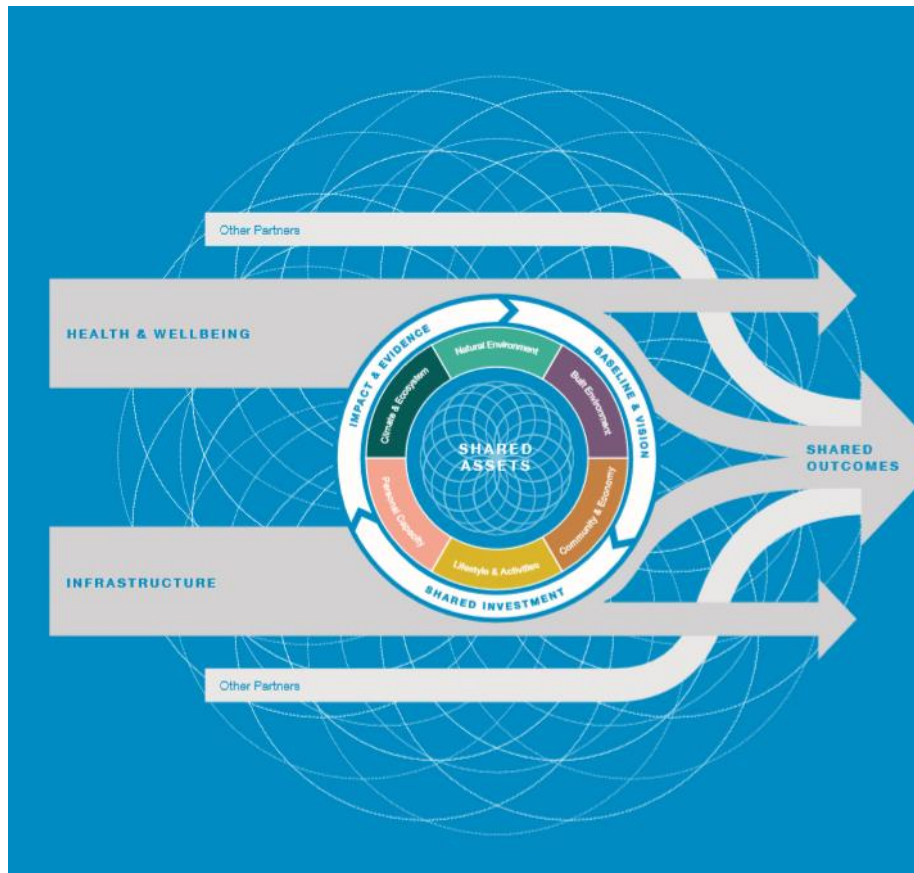 Other Partners
HEALTH & WELLBEING
IMPACT & EVIDENCE
BASELINE & VISION
Natural Environment
Climate & Ecosystem
Built Environment
SHARED
ASSETS
SHARED
OUTCOMES
Personal Capacity
Community & Economy
Lifestyle & Activities
SHARED INVESTMENT
INFRASTRUCTURE
Other Partners